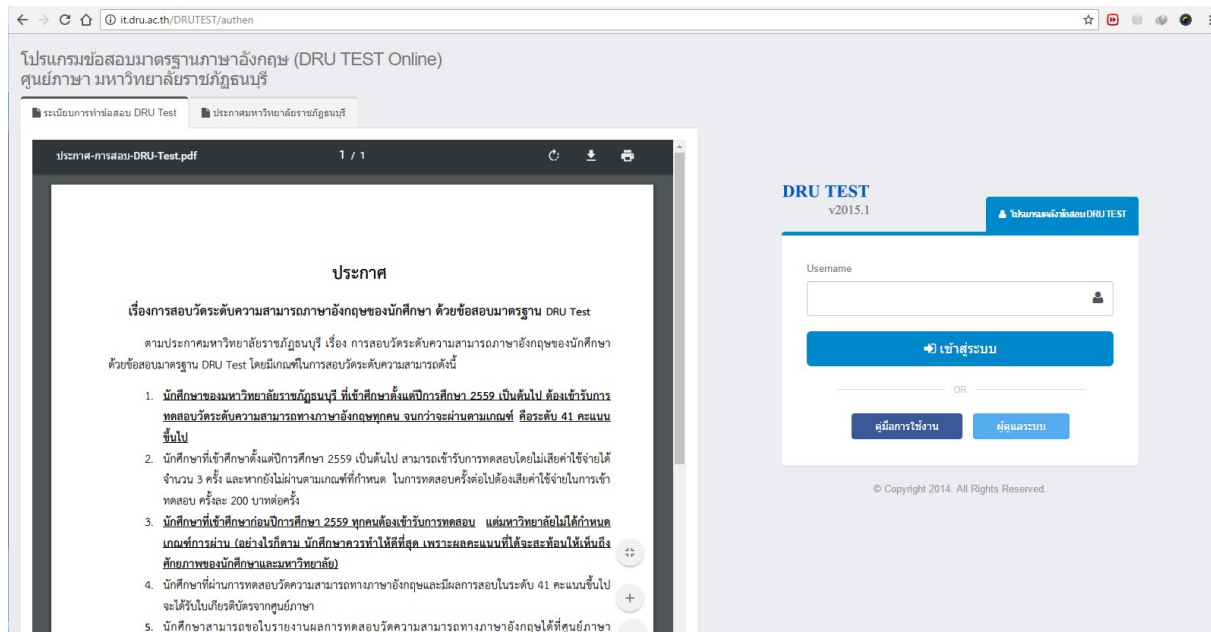 it.dru.ac.th/DRUTEST/authen
โปรแกรมข้อสอบมาตรฐานภาษาอังกฤษ (DRU TEST Online)
ศูนย์ภาษา มหาวิทยาลัยราชภัฏธนบุรี
ระเบียบการทำข้อสอบ DRU Test
ประกาศมหาวิทยาลัยราชภัฏธนบุรี
ประกาศ-การสอบ-DRU-Test.pdf
1 / 1
ประกาศ
เรื่องการสอบวัดระดับความสามารถภาษาอังกฤษของนักศึกษา ด้วยข้อสอบมาตรฐาน DRU Test
ตามประกาศมหาวิทยาลัยราชภัฏธนบุรี เรื่อง การสอบวัดระดับความสามารถภาษาอังกฤษของนักศึกษา
ด้วยข้อสอบมาตรฐาน DRU Test โดยมีเกณฑ์ในการสอบวัดระดับความสามารถดังนี้
1. นักศึกษาของมหาวิทยาลัยราชภัฏธนบุรี ที่เข้าศึกษาตั้งแต่ปีการศึกษา 2559 เป็นต้นไป ต้องเข้ารับการ
ทดสอบวัดระดับความสามารถทางภาษาอังกฤษทุกคน จนกว่าจะผ่านตามเกณฑ์ คือระดับ 41 คะแนน
ขึ้นไป
2. นักศึกษาที่เข้าศึกษาตั้งแต่ปีการศึกษา 2559 เป็นต้นไป สามารถเข้ารับการทดสอบโดยไม่เสียค่าใช้จ่ายได้
จำนวน 3 ครั้ง และหากยังไม่ผ่านตามเกณฑ์ที่กำหนด ในการทดสอบครั้งต่อไปต้องเสียค่าใช้จ่ายในการเข้า
ทดสอบ ครั้งละ 200 บาทต่อครั้ง
3. นักศึกษาที่เข้าศึกษาก่อนปีการศึกษา 2559 ทุกคนต้องเข้ารับการทดสอบ แต่มหาวิทยาลัยไม่ได้กำหนด
เกณฑ์การผ่าน (อย่างไรก็ตาม นักศึกษาควรทำให้ดีที่สุด เพราะผลคะแนนที่ได้จะสะท้อนให้เห็นถึง
ศักยภาพของนักศึกษาและมหาวิทยาลัย)
4. นักศึกษาที่ผ่านการทดสอบวัดความสามารถทางภาษาอังกฤษและมีผลการสอบในระดับ 41 คะแนนขึ้นไป
จะได้รับใบเกียรติบัตรจากศูนย์ภาษา
5. นักศึกษาสามารถขอใบรายงานผลการทดสอบวัดความสามารถทางภาษาอังกฤษได้ที่ศูนย์ภาษา
DRU TEST
v2015.1
โปรแกรมคลังข้อสอบ DRU TEST
Username
เข้าสู่ระบบ
OR
คู่มือการใช้งาน
ผู้ดูแลระบบ
© Copyright 2014. All Rights Reserved.